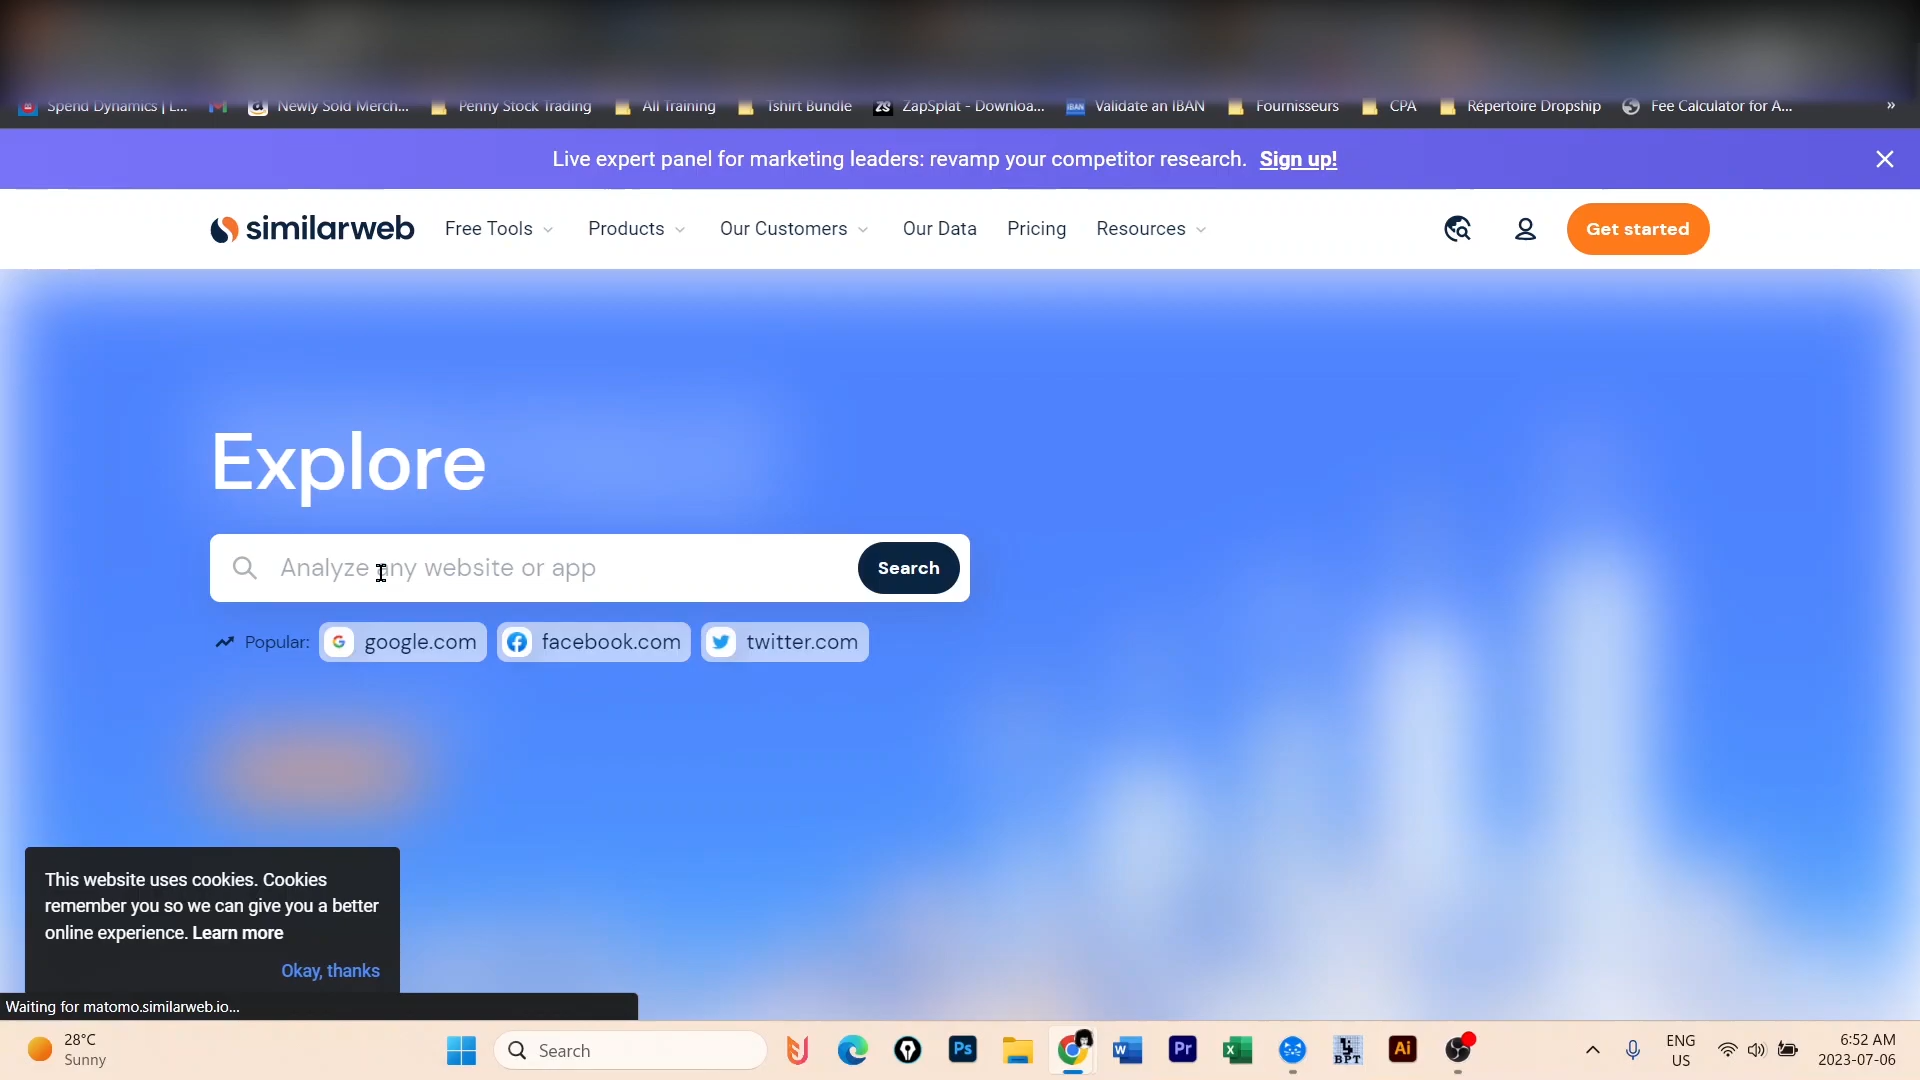 Spend Dynamics | L...
Newly Sold Merch...
Penny Stock Trading
All Training
Tshirt Bundle
ZapSplat - Downloa...
Validate an IBAN
Fournisseurs
CPA
Répertoire Dropship
Fee Calculator for A...
»
Live expert panel for marketing leaders: revamp your competitor research. Sign up!
similarweb
Free Tools
Products
Our Customers
Our Data
Pricing
Resources
Get started
Explore
Analyze any website or app
Search
Popular:
google.com
facebook.com
twitter.com
This website uses cookies. Cookies
remember you so we can give you a better
online experience. Learn more
Okay, thanks
Waiting for matomo.similarweb.io...
28°C
Sunny
Search
Ps
W
Pr
X
BPT
Ai
ENG
US
6:52 AM
2023-07-06